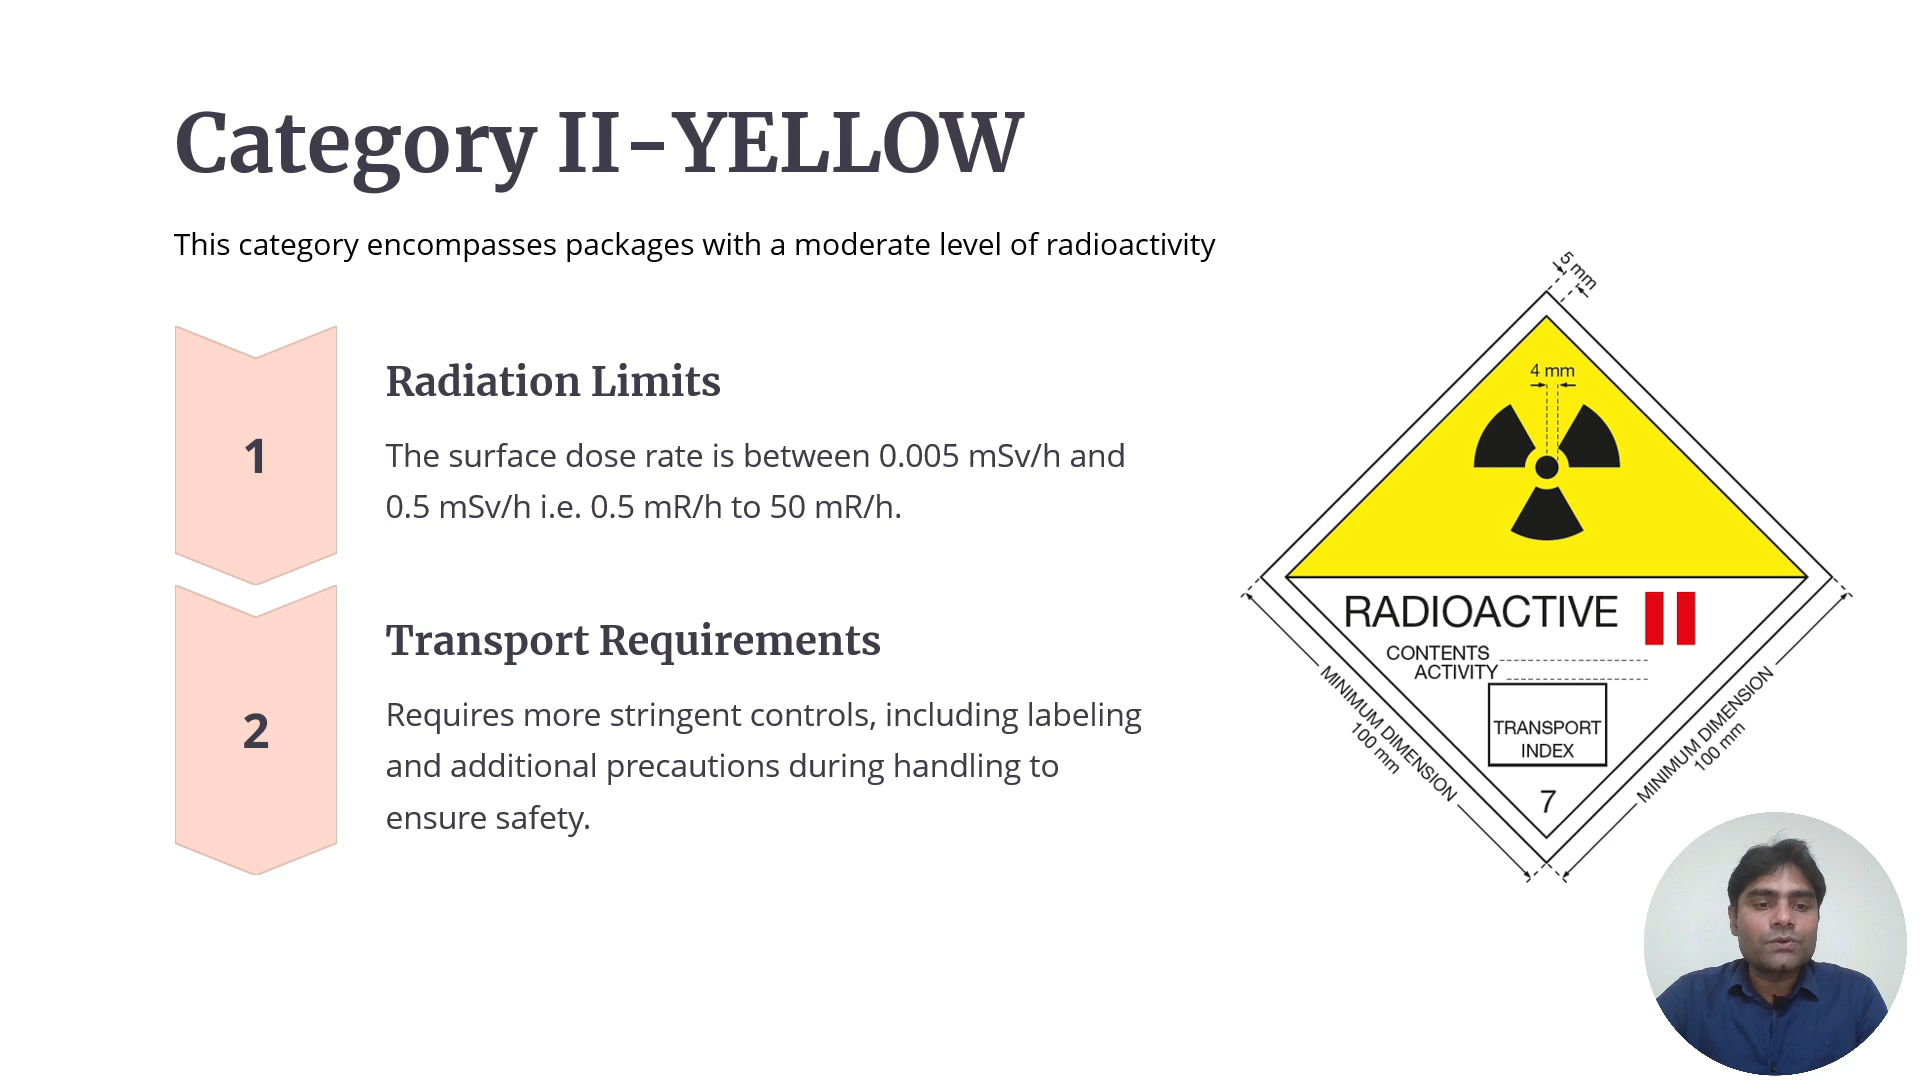 Category II-YELLOW
This category encompasses packages with a moderate level of radioactivity
1
Radiation Limits
The surface dose rate is between 0.005 mSv/h and
0.5 mSv/h i.e. 0.5 mR/h to 50 mR/h.
2
Transport Requirements
Requires more stringent controls, including labeling
and additional precautions during handling to
ensure safety.
5 mm
4 mm
RADIOACTIVE II
CONTENTS
ACTIVITY
TRANSPORT
INDEX
7
MINIMUM DIMENSION
100 mm
MINIMUM DIMENSION
100 mm